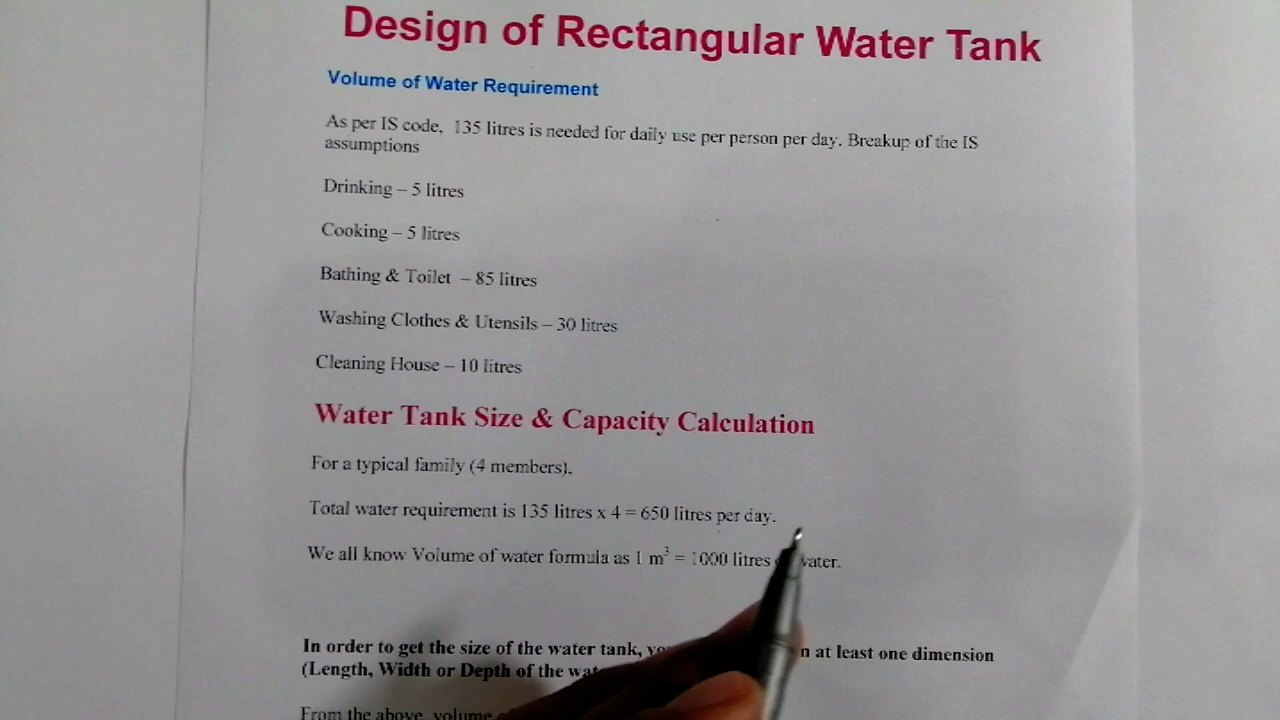 Design of Rectangular Water Tank
Volume of Water Requirement
As per IS code, 135 litres is needed for daily use per person per day. Breakup of the IS
assumptions
Drinking – 5 litres
Cooking – 5 litres
Bathing & Toilet – 85 litres
Washing Clothes & Utensils – 30 litres
Cleaning House – 10 litres
Water Tank Size & Capacity Calculation
For a typical family (4 members),
Total water requirement is 135 litres x 4 = 650 litres per day.
We all know Volume of water formula as 1 m³ = 1000 litres water.
In order to get the size of the water tank, at least one dimension
(Length, Width or Depth of the
From the above, volume